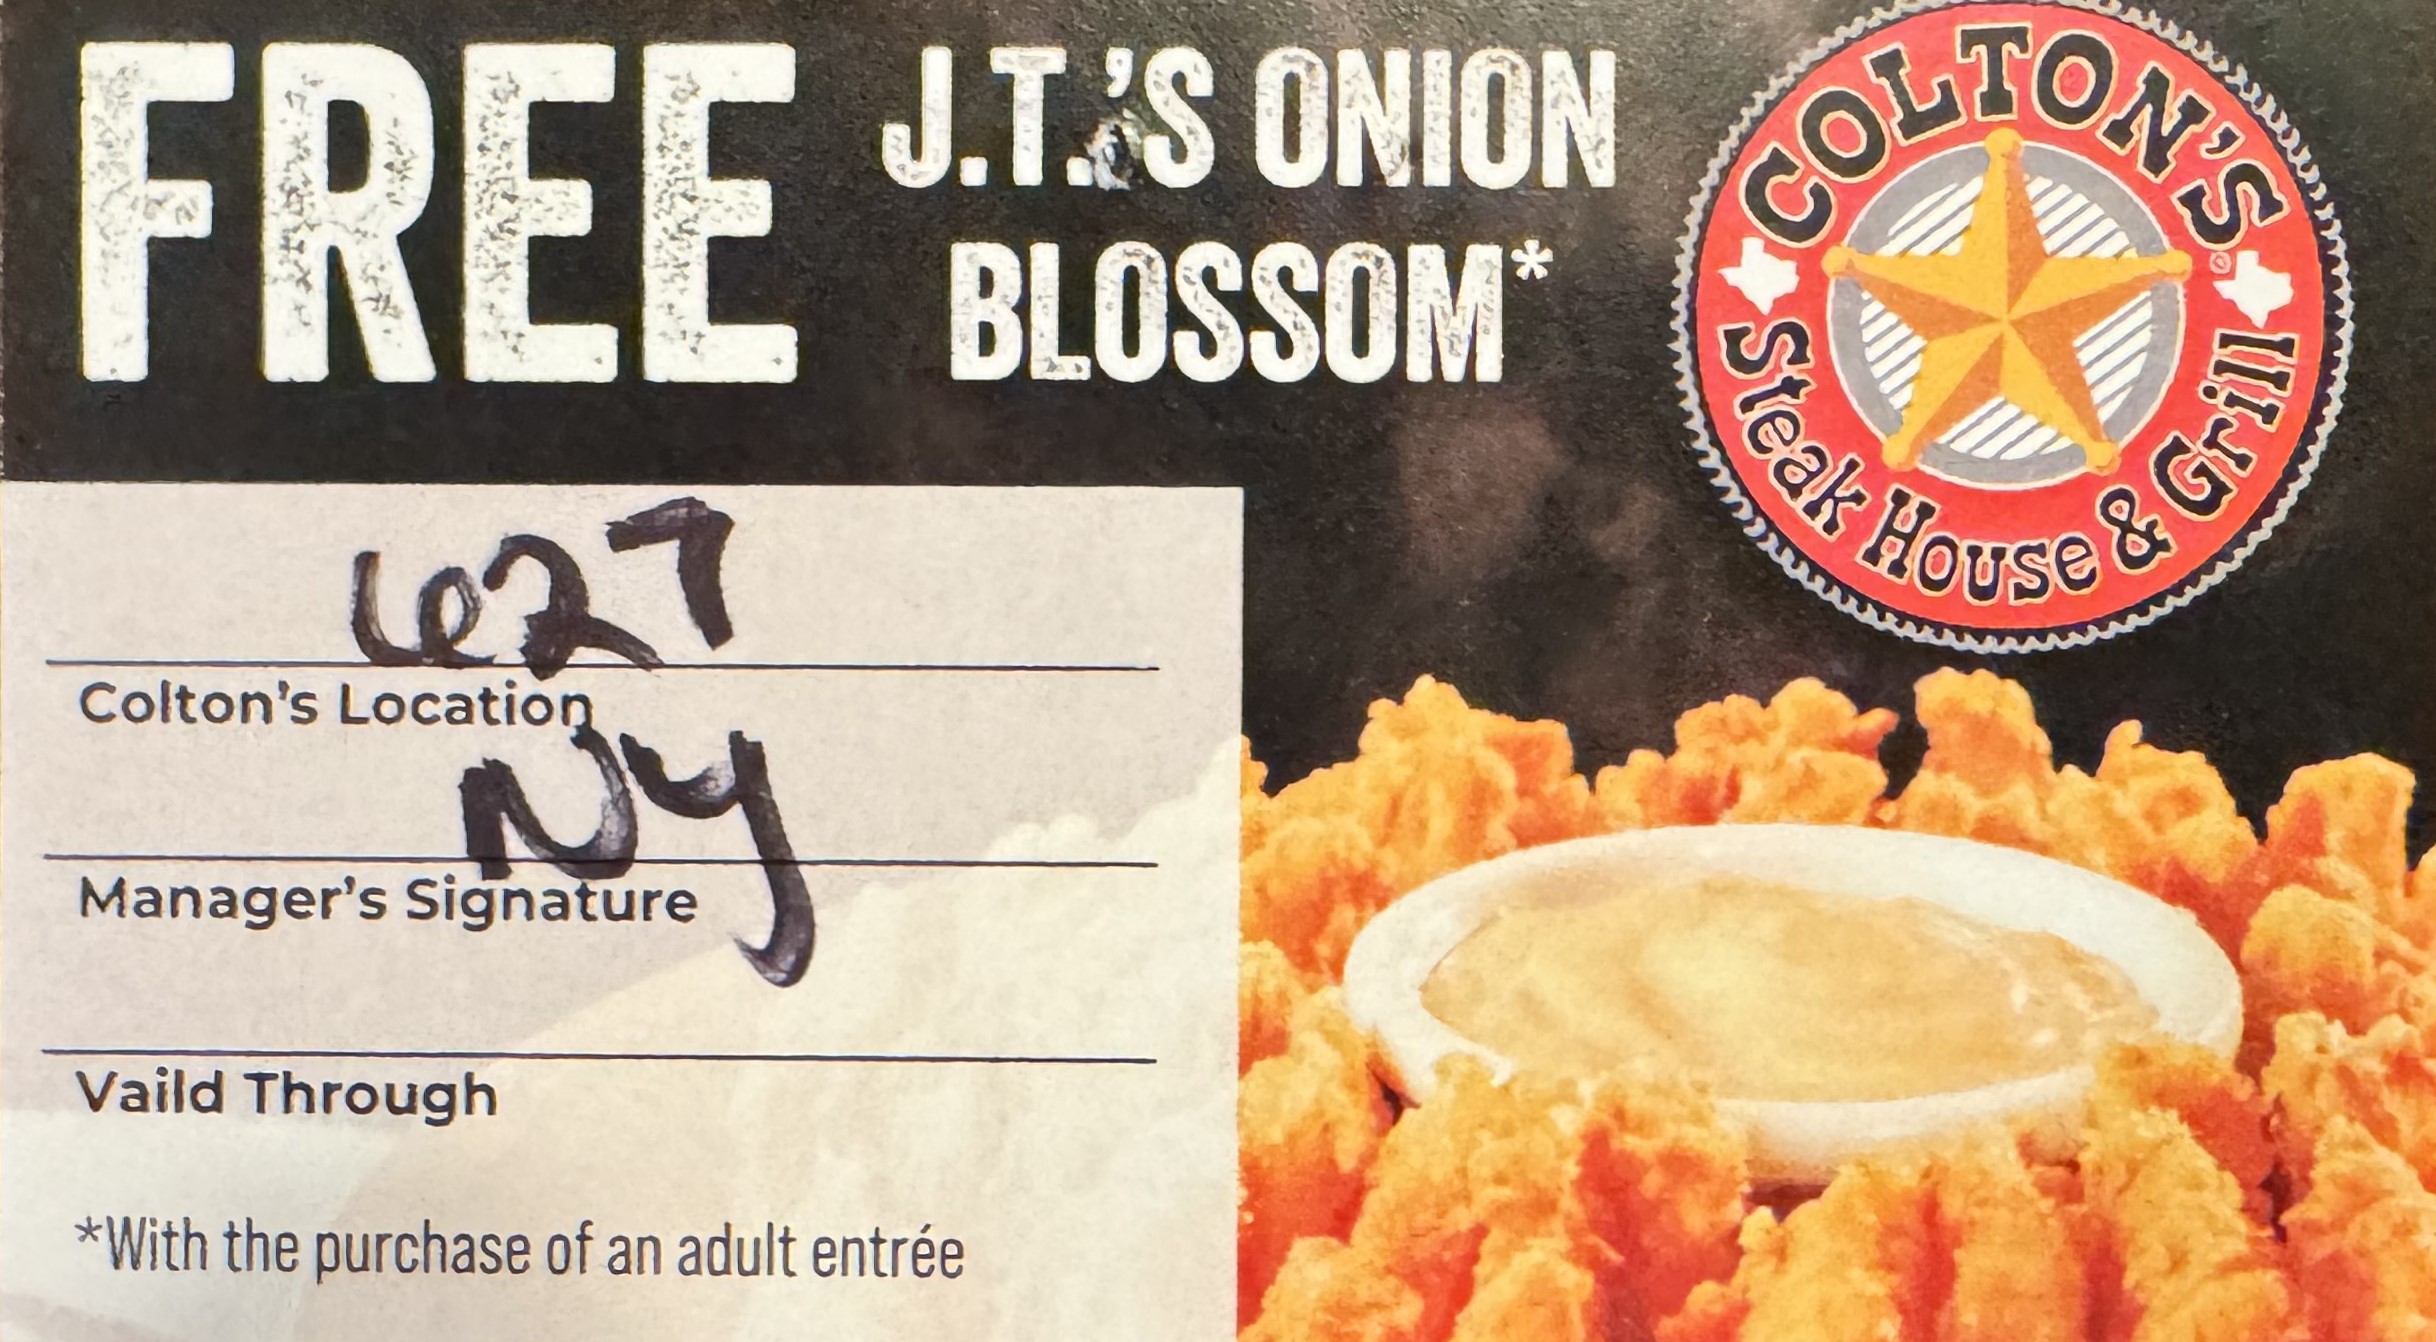 FREE
J.T.'S ONION
BLOSSOM*
COLTON'S
Steak House & Grill
627
Colton's Location
NY
Manager's Signature
Vaild Through
*With the purchase of an adult entrée